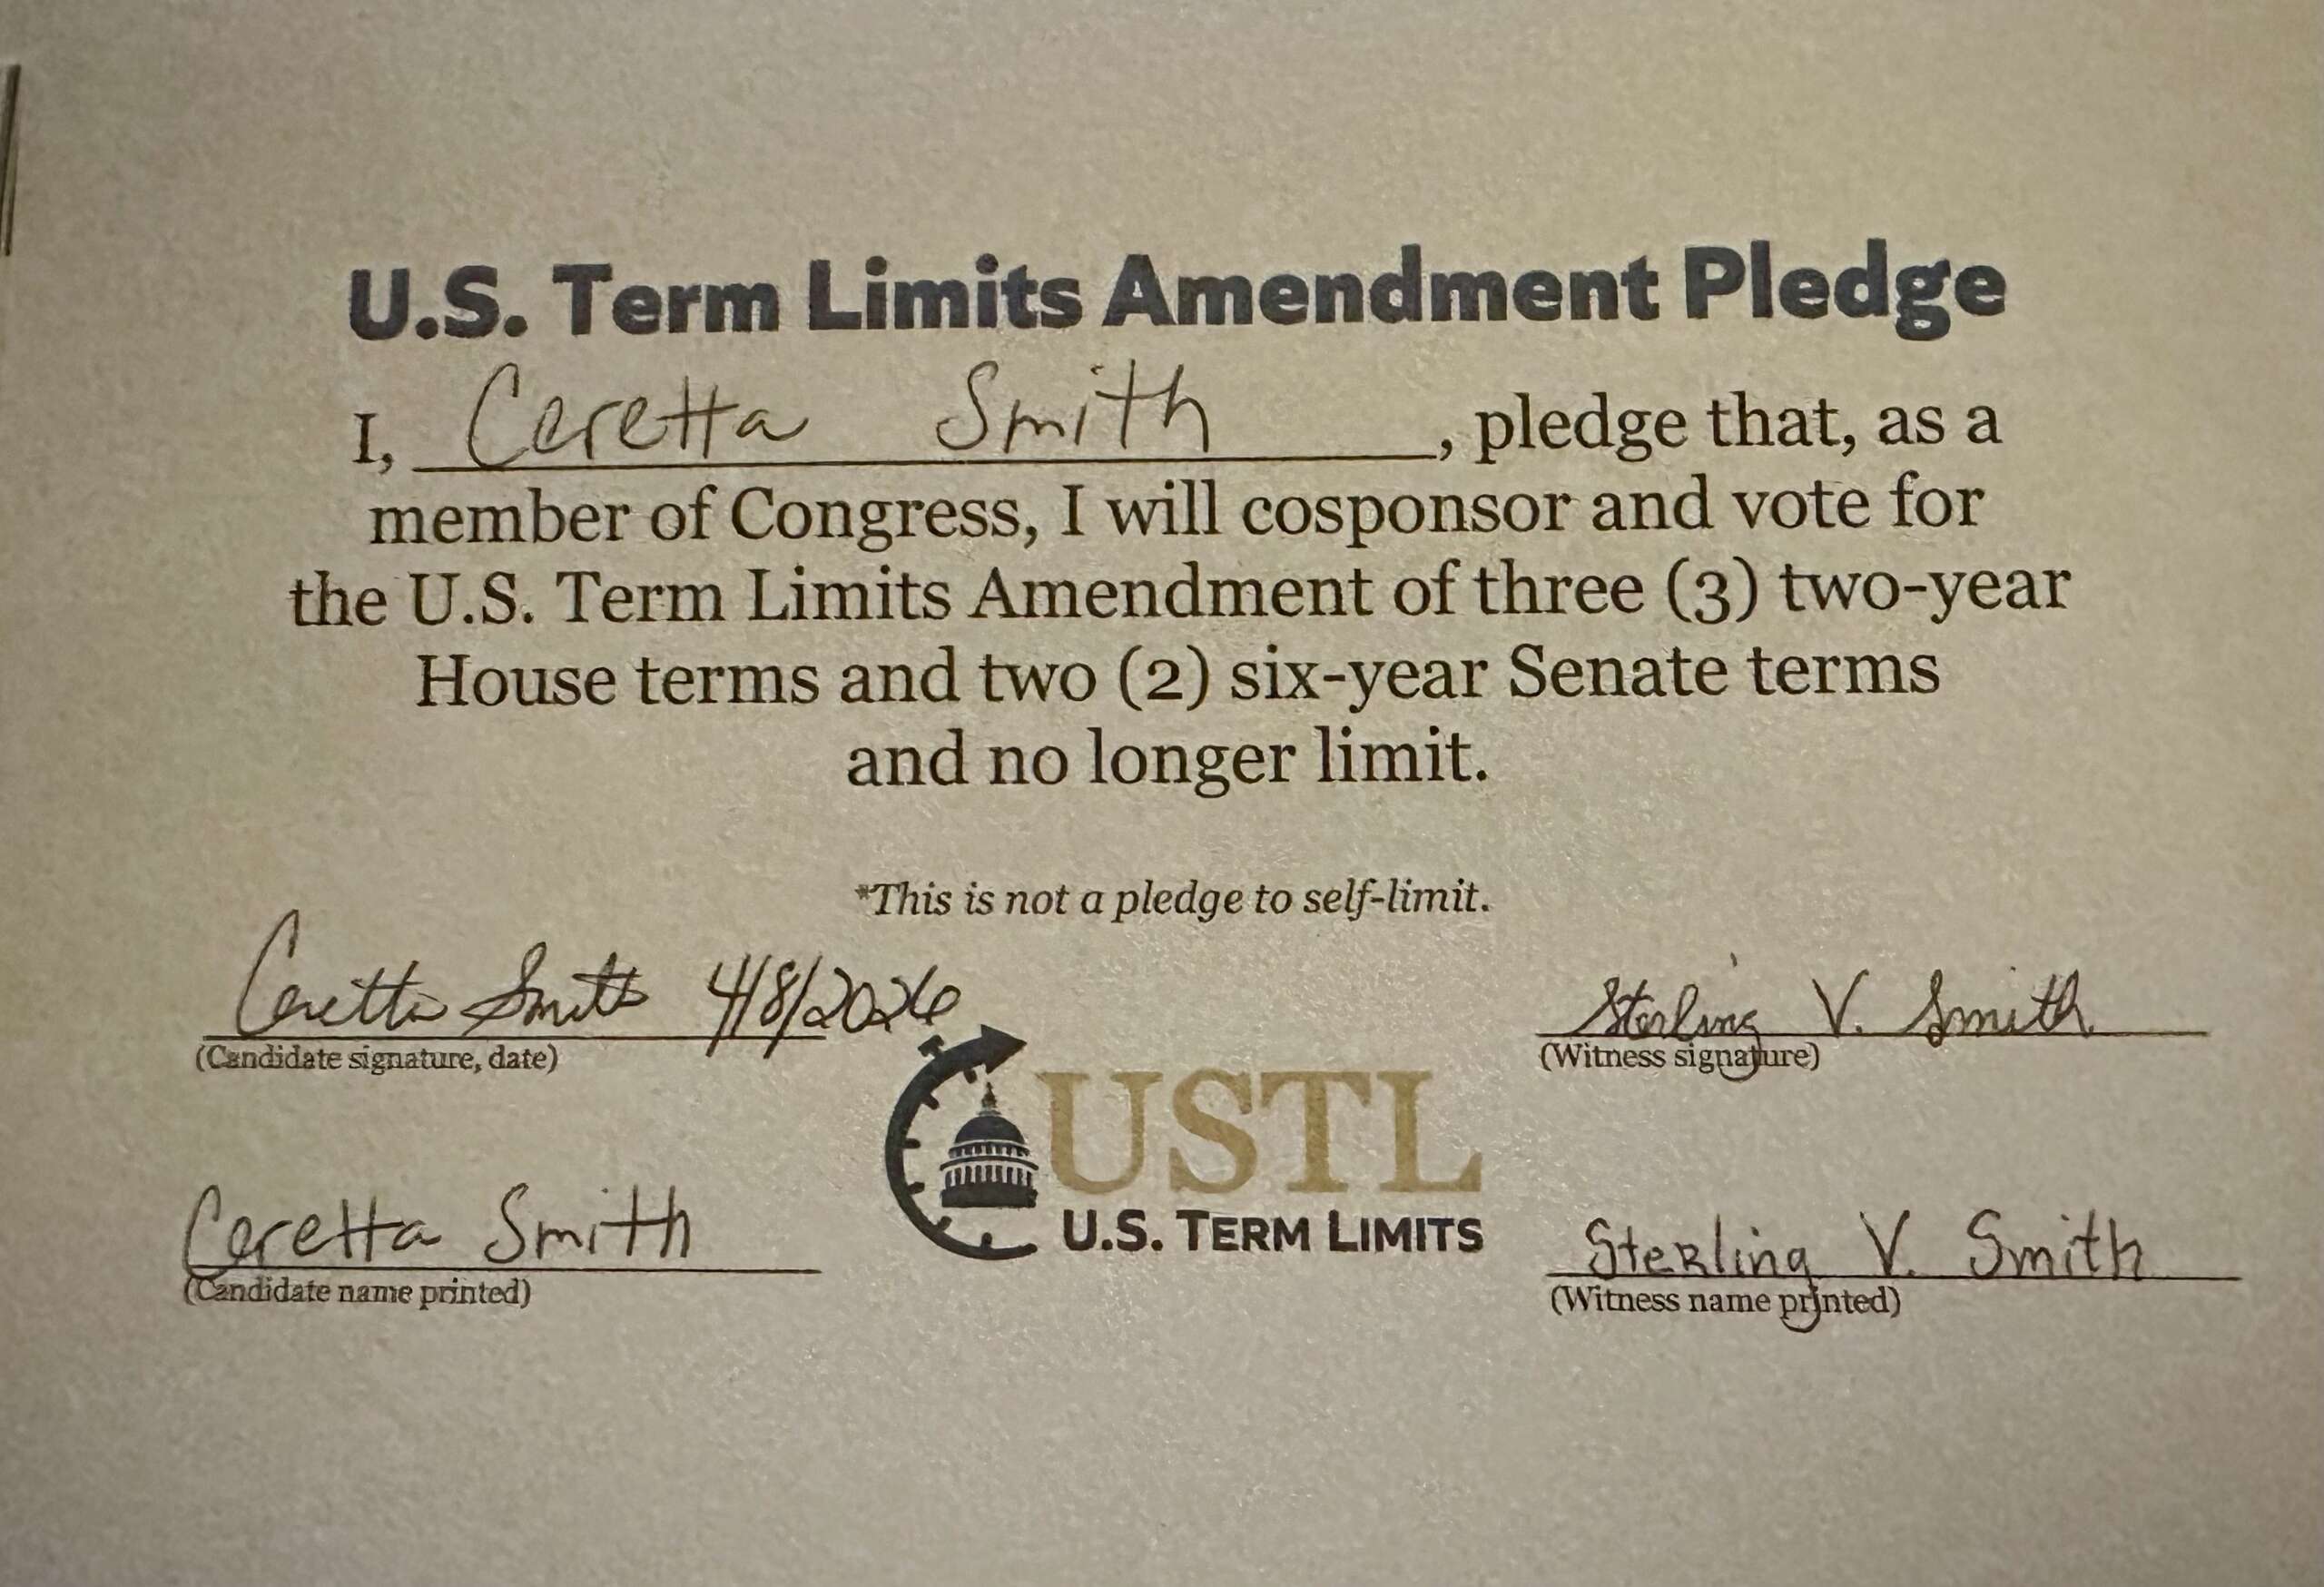 U.S. Term Limits Amendment Pledge
I, Ceretta Smith, pledge that, as a
member of Congress, I will cosponsor and vote for
the U.S. Term Limits Amendment of three (3) two-year
House terms and two (2) six-year Senate terms
and no longer limit.
*This is not a pledge to self-limit.
Ceretta Smith 4/8/2026
(Candidate signature, date)
Sterling V. Smith
(Witness signature)
USTL
U.S. TERM LIMITS
Ceretta Smith
(Candidate name printed)
Sterling V. Smith
(Witness name printed)